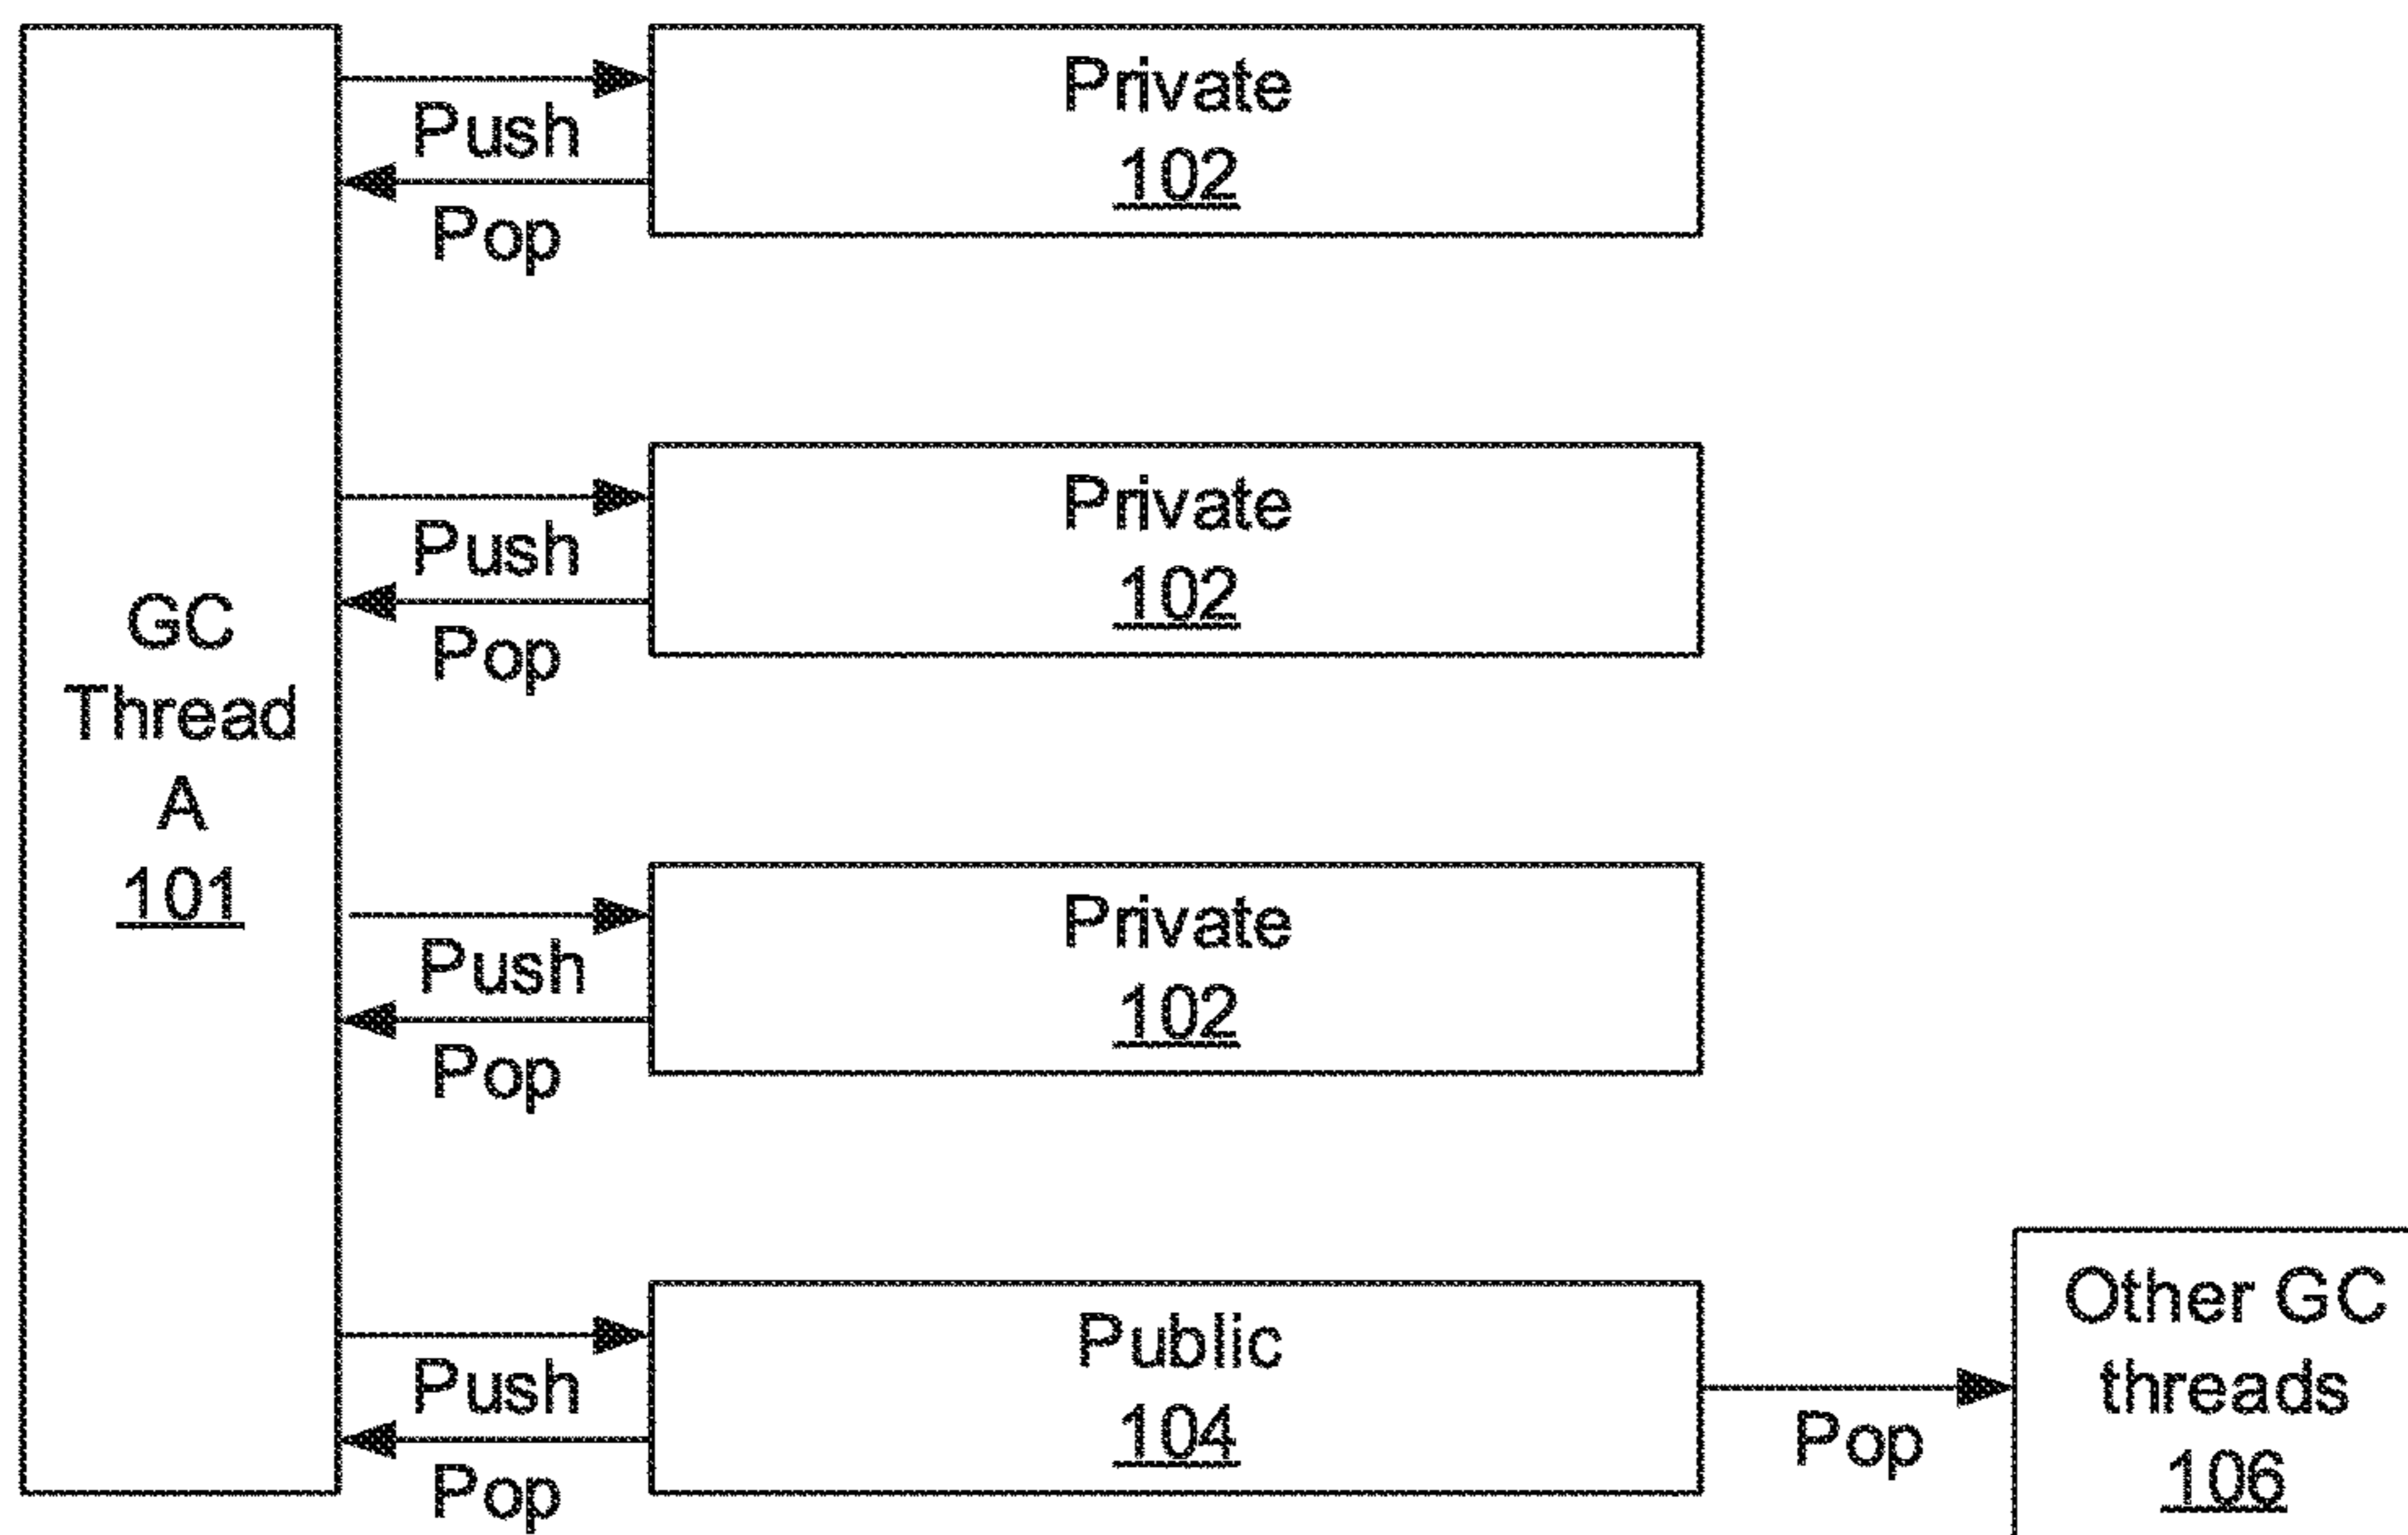 GC
Thread
A
101
Push
Pop
Private
102
Push
Pop
Private
102
Push
Pop
Private
102
Push
Pop
Public
104
Pop
Other GC
threads
106